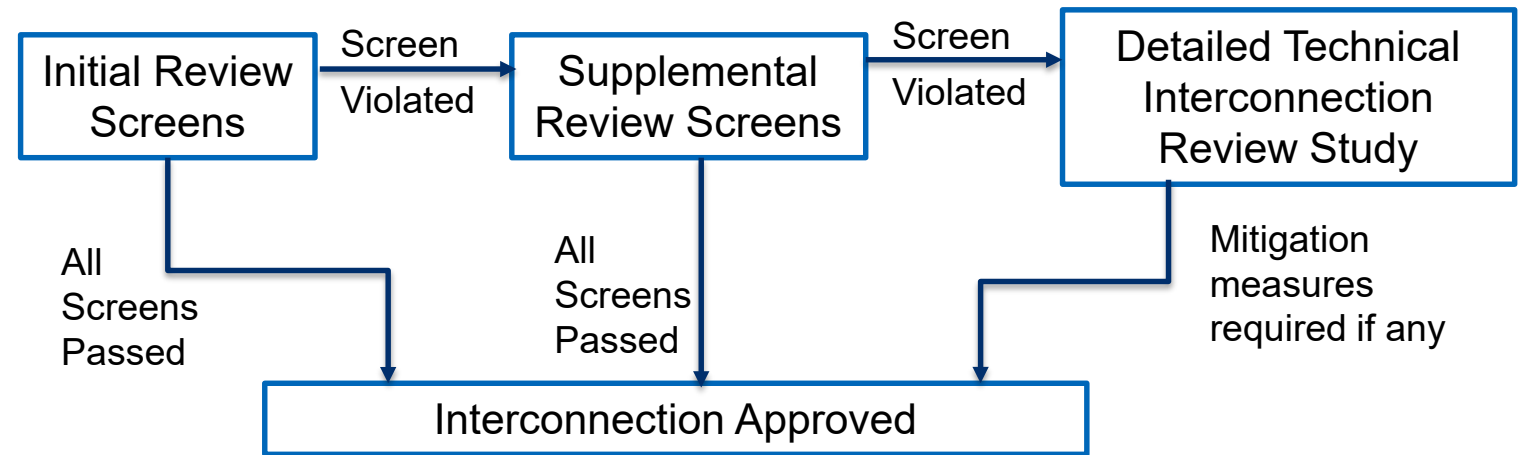 Initial Review
Screens
Screen
Violated
Supplemental
Review Screens
Screen
Violated
Detailed Technical
Interconnection
Review Study
All
Screens
Passed
All
Screens
Passed
Mitigation
measures
required if any
Interconnection Approved